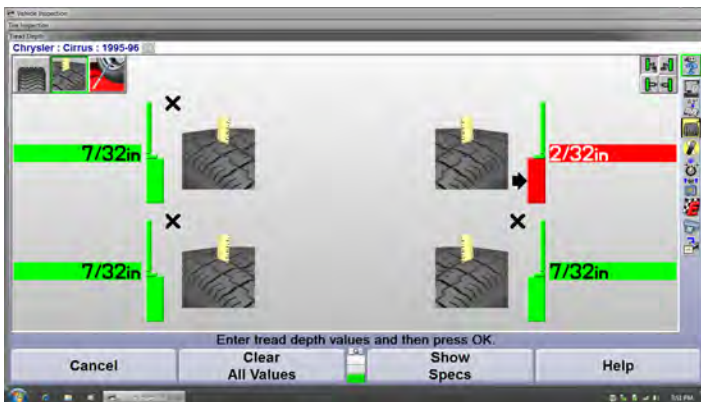 Vehicle Inspection
Tire Inspection
Tread Depth
Chrysler : Cirrus : 1995-96
7/32in
2/32in
7/32in
7/32in
Enter tread depth values and then press OK.
Cancel
Clear
All Values
Show
Specs
Help